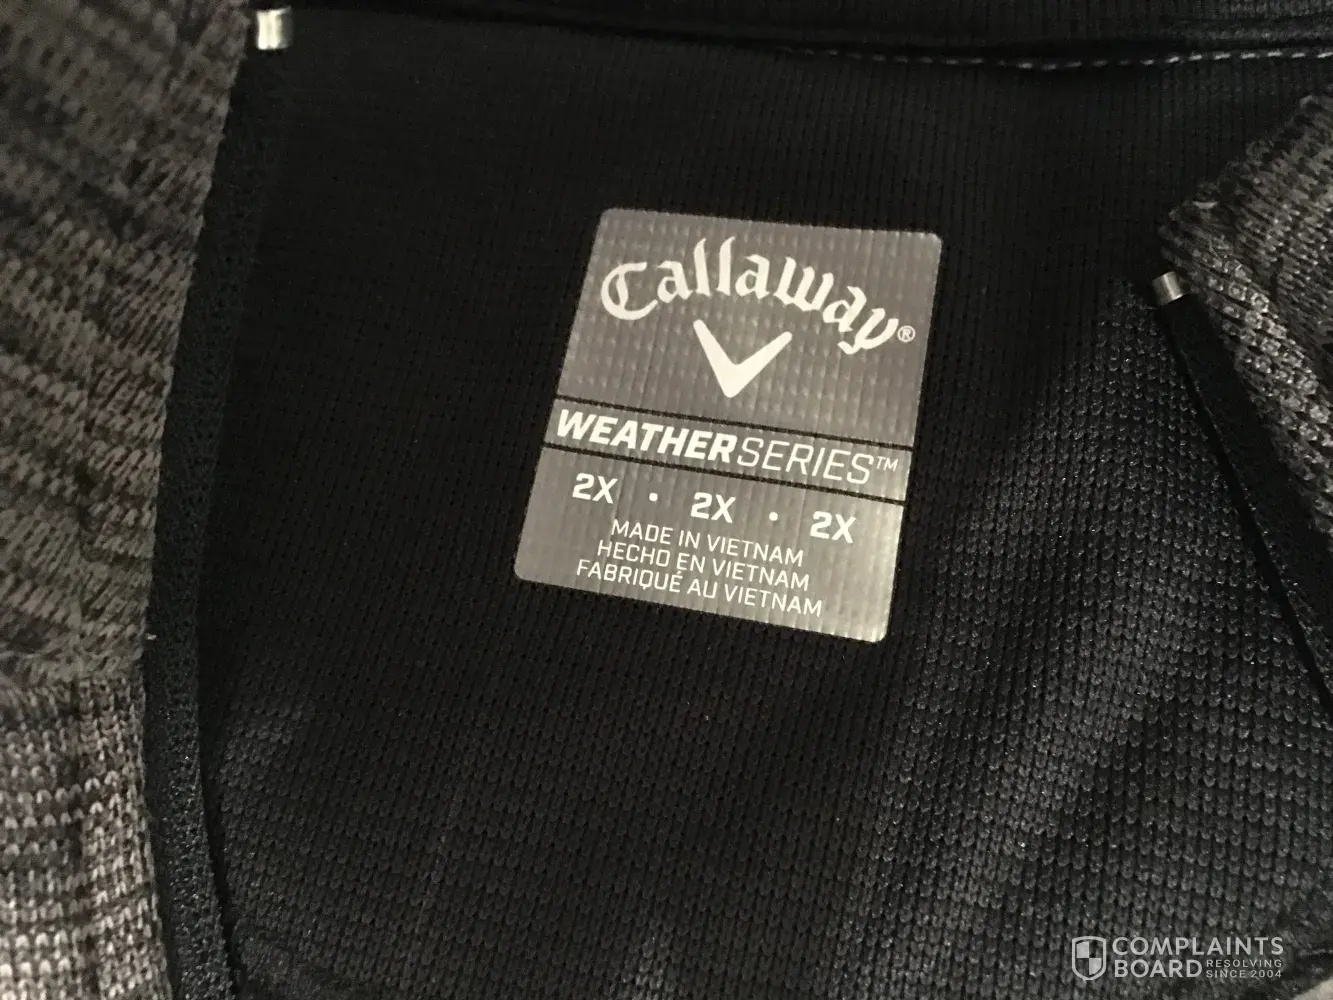 Callaway®
WEATHERSERIES™
2X • 2X • 2X
MADE IN VIETNAM
HECHO EN VIETNAM
FABRIQUÉ AU VIETNAM
COMPLAINTS
BOARD RESOLVING
SINCE 2004